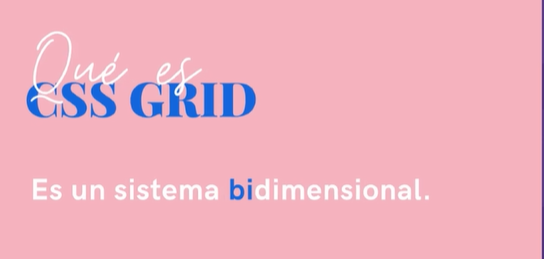 Qué es
CSS GRID
Es un sistema bidimensional.